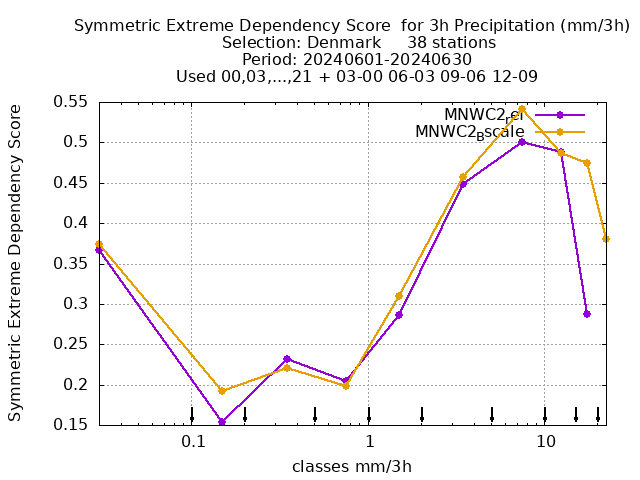 Symmetric Extreme Dependency Score for 3h Precipitation (mm/3h)
Selection: Denmark 38 stations
Period: 20240601-20240630
Used 00,03,...,21 + 03-00 06-03 09-06 12-09
Symmetric Extreme Dependency Score
0.55
0.5
0.45
0.4
0.35
0.3
0.25
0.2
0.15
MNWC2
MNWC2Bscale
0.1
1
10
classes mm/3h